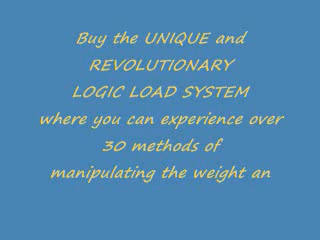 Buy the UNIQUE and
REVOLUTIONARY
LOGIC LOAD SYSTEM
where you can experience over
30 methods of
manipulating the weight an